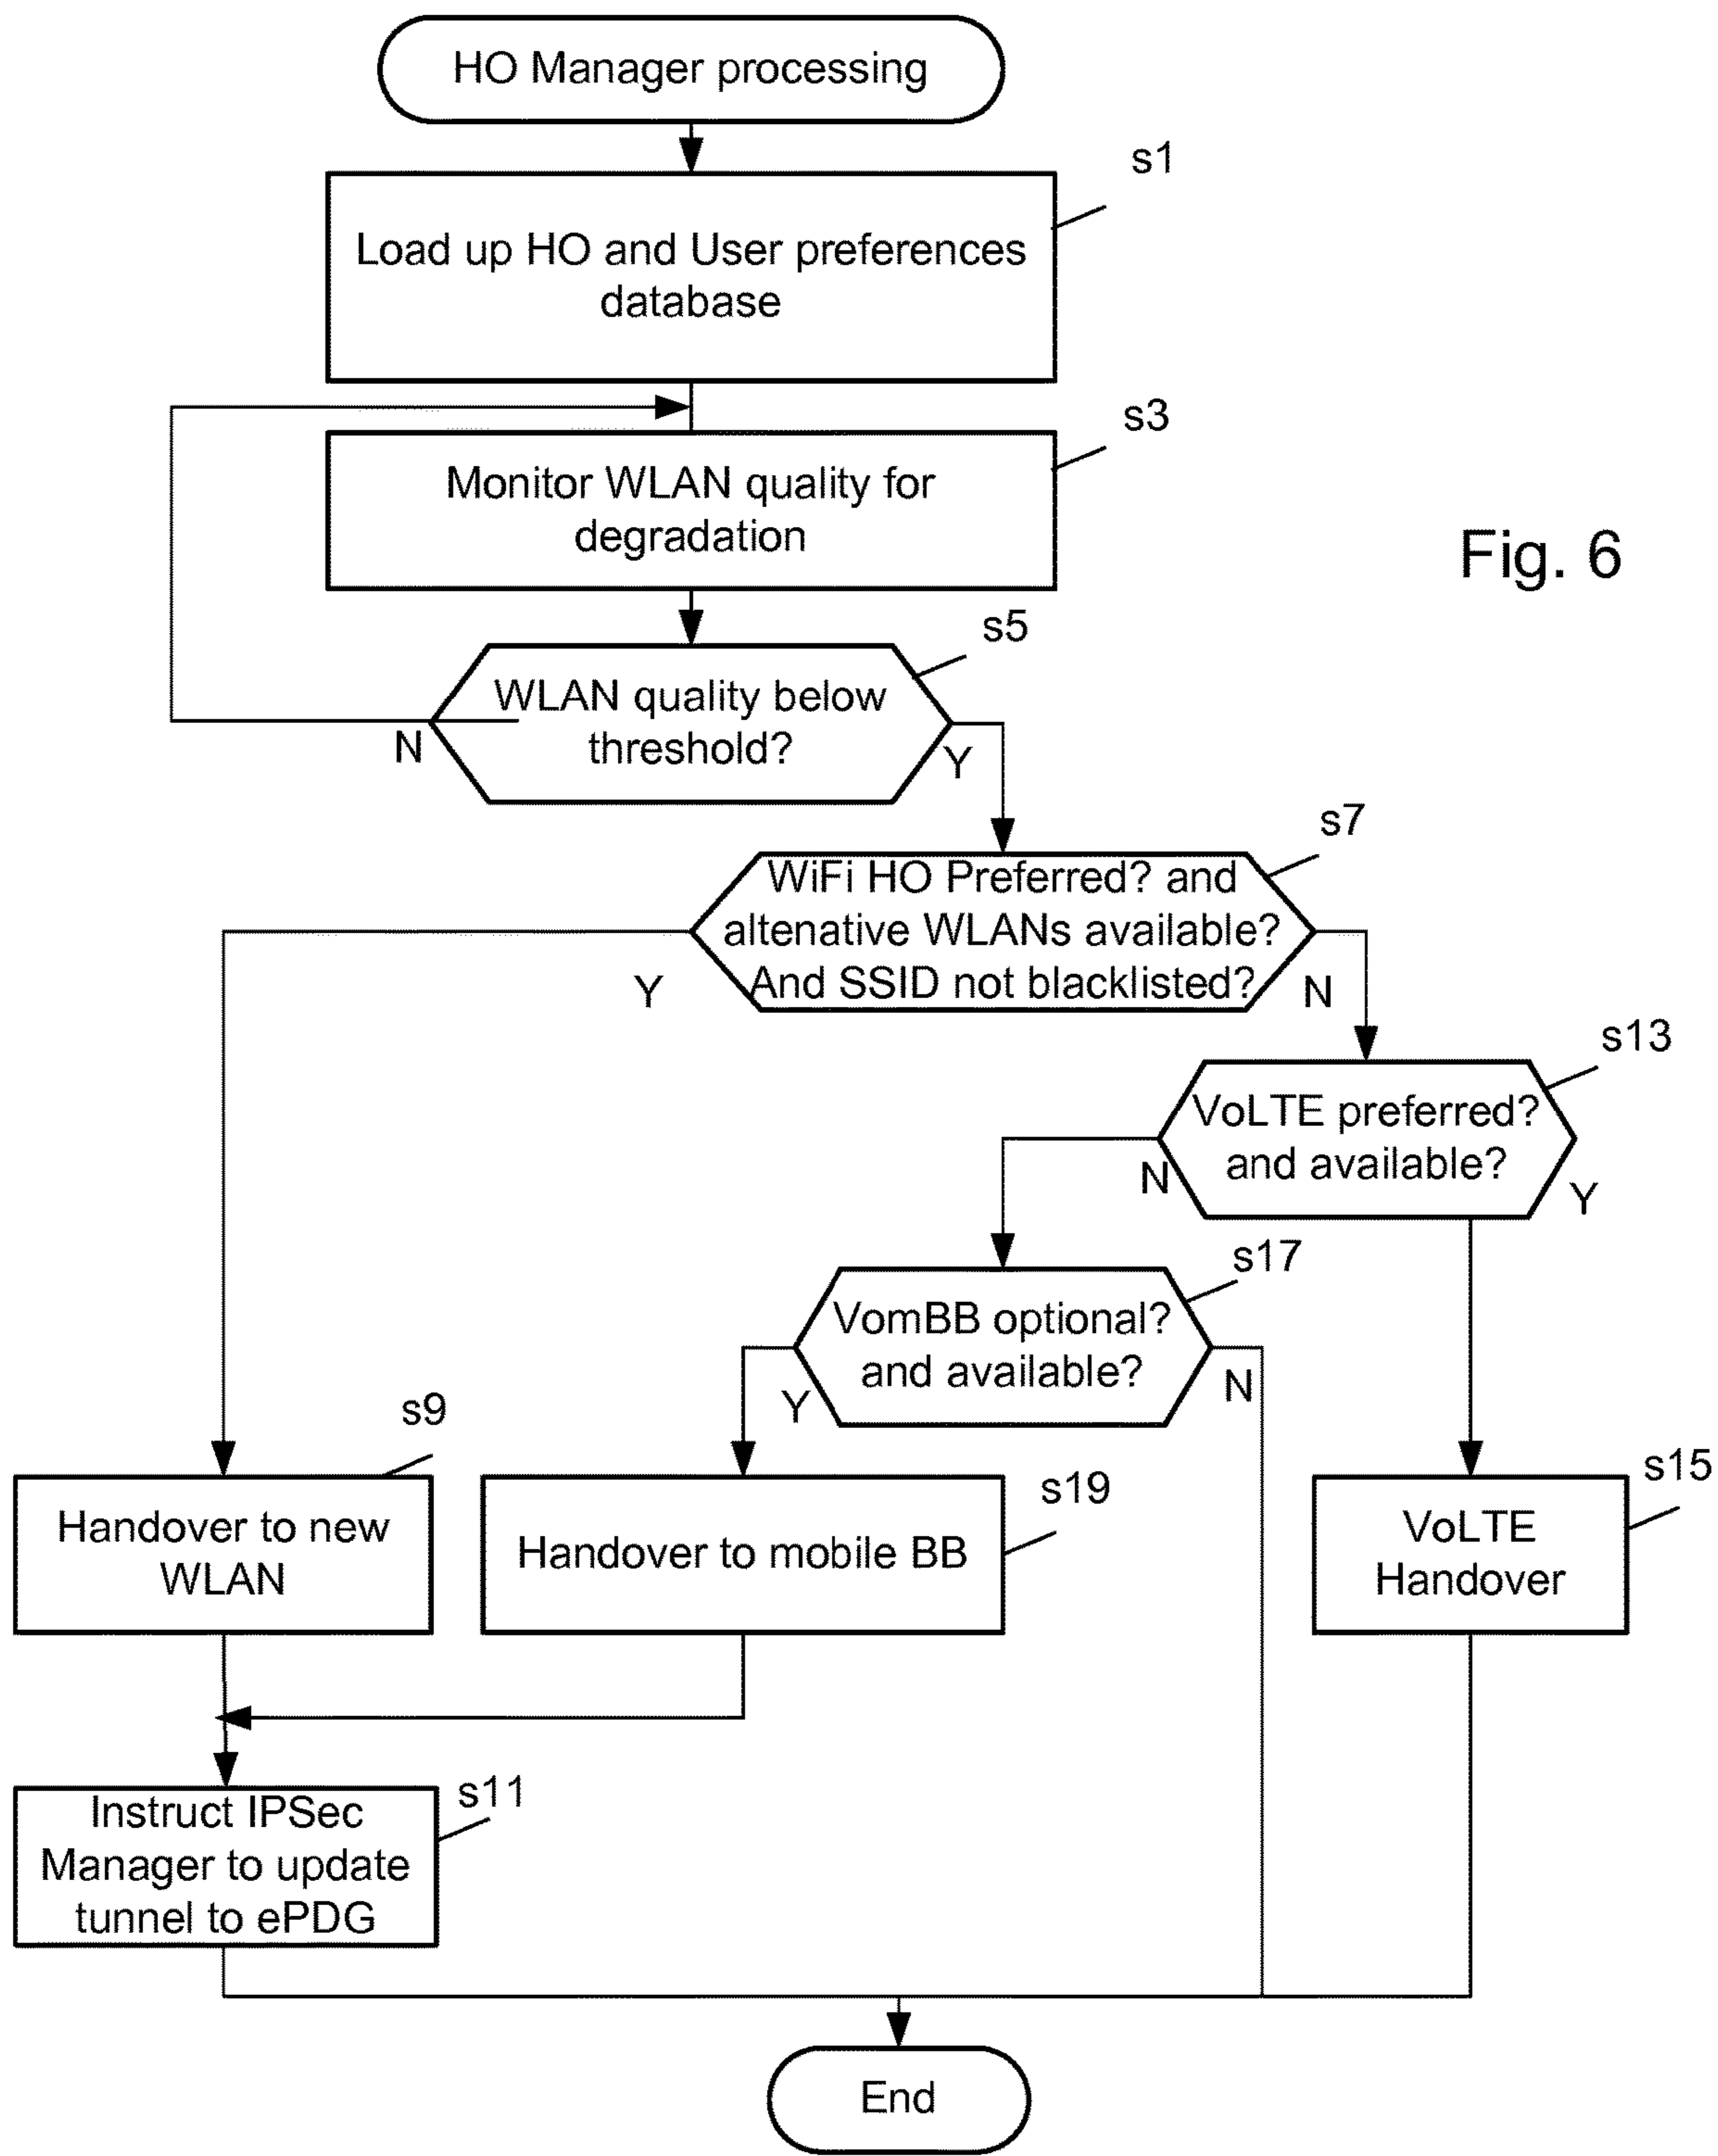 HO Manager processing
s1
Load up HO and User preferences
database
s3
Monitor WLAN quality for
degradation
Fig. 6
s5
WLAN quality below
threshold?
N
Y
s7
WiFi HO Preferred? and
altenative WLANs available?
And SSID not blacklisted?
Y
N
s13
VoLTE preferred?
and available?
N
Y
s17
VomBB optional?
and available?
Y
N
s9
Handover to new
WLAN
s19
Handover to mobile BB
s15
VoLTE
Handover
s11
Instruct IPSec
Manager to update
tunnel to ePDG
End